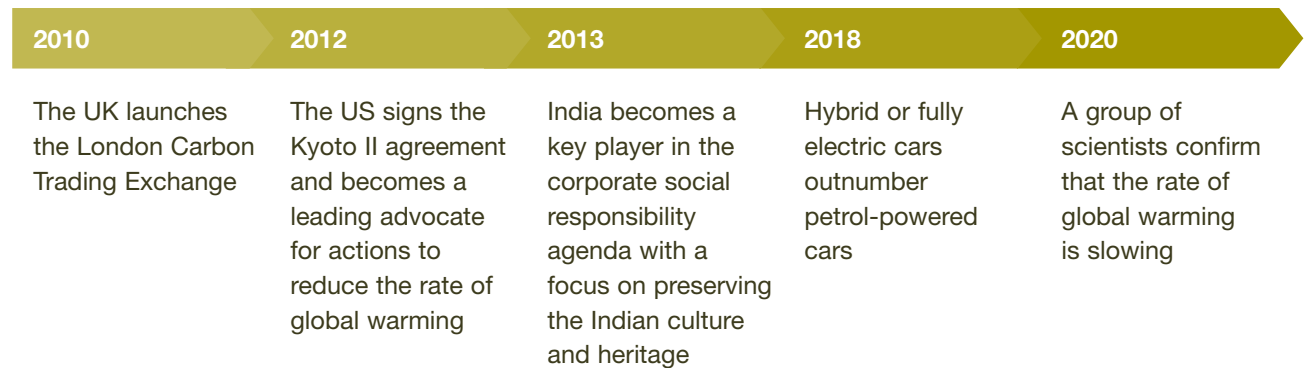 2010
The UK launches
the London Carbon
Trading Exchange
2012
The US signs the
Kyoto II agreement
and becomes a
leading advocate
for actions to
reduce the rate of
global warming
2013
India becomes a
key player in the
corporate social
responsibility
agenda with a
focus on preserving
the Indian culture
and heritage
2018
Hybrid or fully
electric cars
outnumber
petrol-powered
cars
2020
A group of
scientists confirm
that the rate of
global warming
is slowing